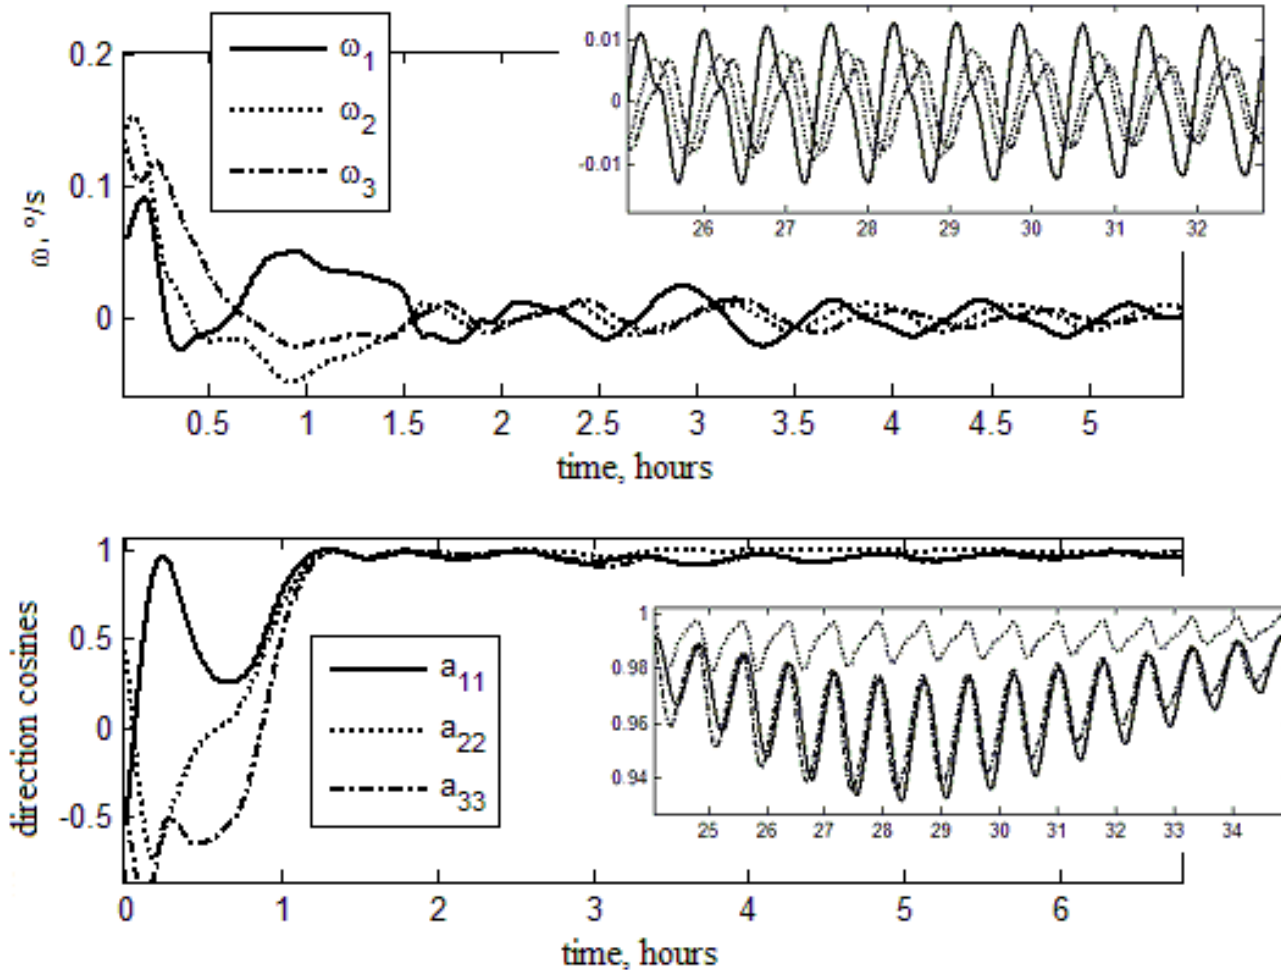 ω, °/s
0.2
0.1
0
ω1
ω2
ω3
0.01
0
-0.01
26 27 28 29 30 31 32
0.5 1 1.5 2 2.5 3 3.5 4 4.5 5
time, hours
direction cosines
1
0.5
0
-0.5
a11
a22
a33
1
0.98
0.96
0.94
25 26 27 28 29 30 31 32 33 34
0 1 2 3 4 5 6
time, hours